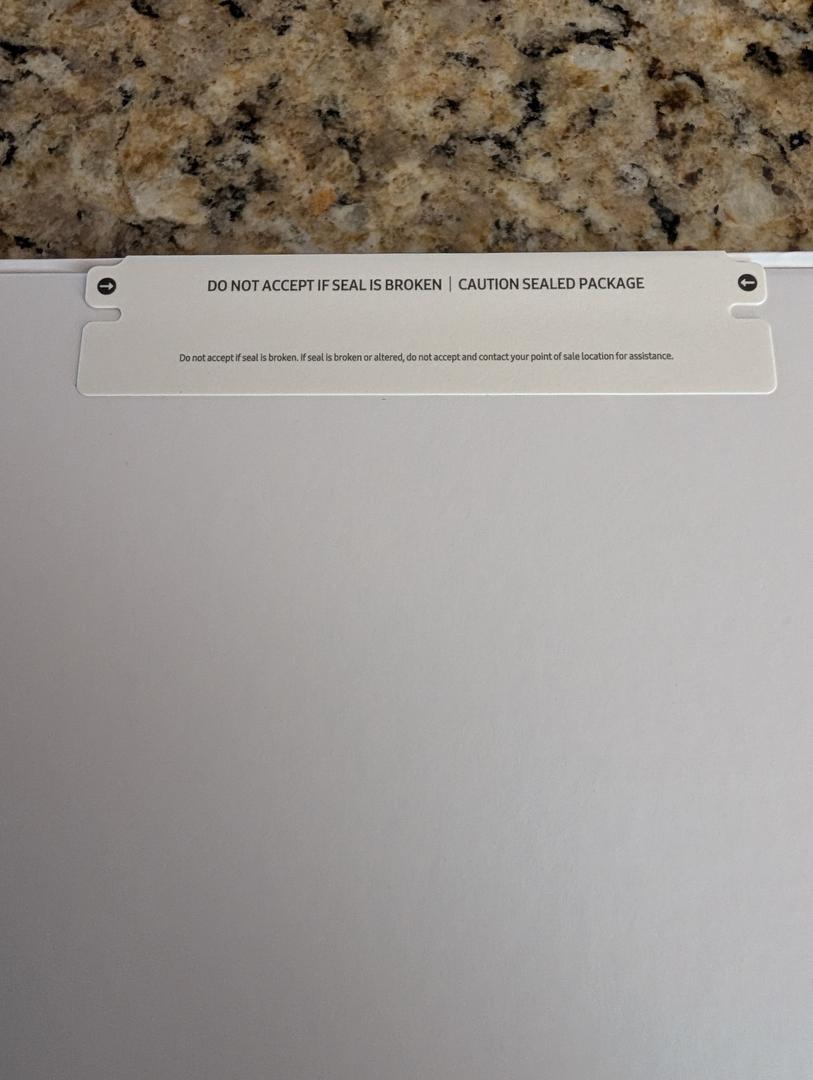 DO NOT ACCEPT IF SEAL IS BROKEN | CAUTION SEALED PACKAGE
Do not accept if seal is broken. If seal is broken or altered, do not accept and contact your point of sale location for assistance.